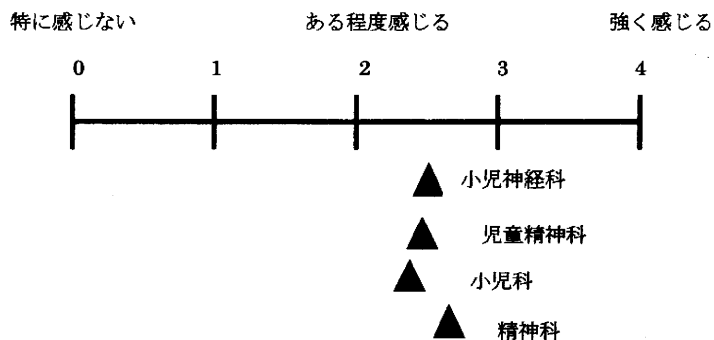 特に感じない ある程度感じる 強く感じる
0 1 2 3 4
小児神経科
児童精神科
小児科
精神科